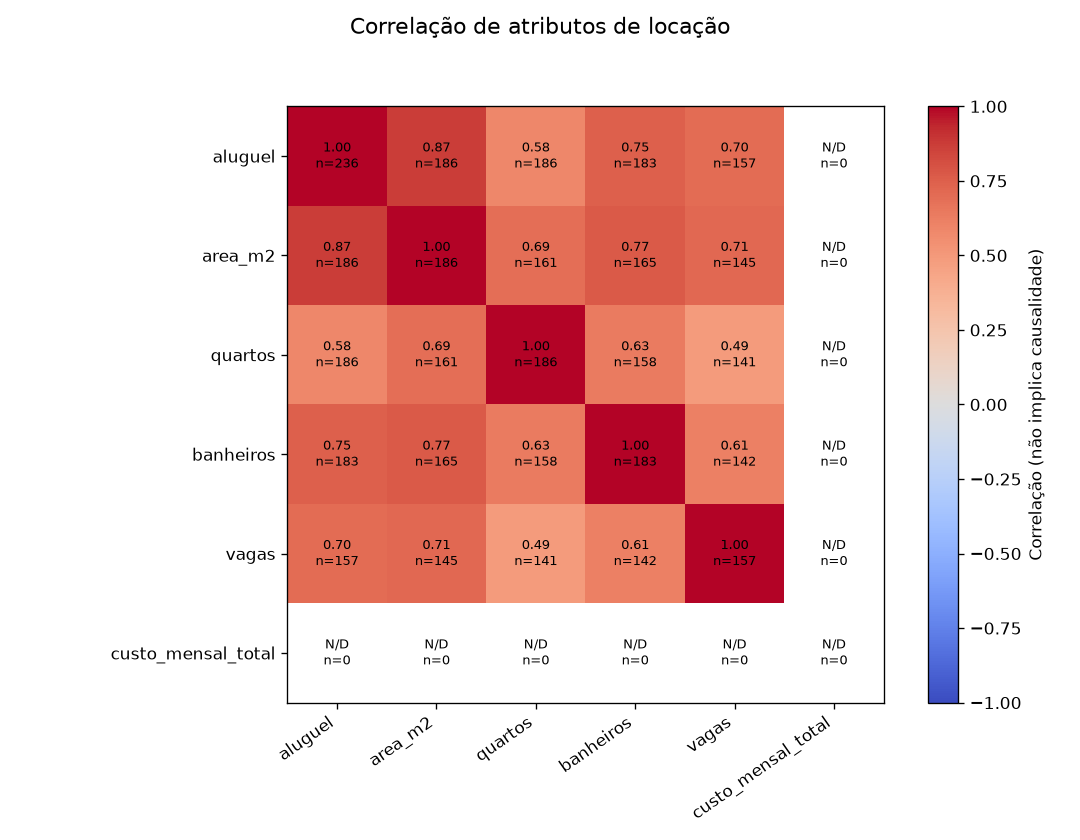 Correlação de atributos de locação
aluguel
1.00 0.87 0.58 0.75 0.70 N/D
n=236 n=186 n=186 n=183 n=157 n=0
area_m2
0.87 1.00 0.69 0.77 0.71 N/D
n=186 n=186 n=161 n=165 n=145 n=0
quartos
0.58 0.69 1.00 0.63 0.49 N/D
n=186 n=161 n=186 n=158 n=141 n=0
banheiros
0.75 0.77 0.63 1.00 0.61 N/D
n=183 n=165 n=158 n=183 n=142 n=0
vagas
0.70 0.71 0.49 0.61 1.00 N/D
n=157 n=145 n=141 n=142 n=157 n=0
custo_mensal_total
N/D N/D N/D N/D N/D N/D
n=0 n=0 n=0 n=0 n=0 n=0
aluguel
area_m2
quartos
banheiros
vagas
custo_mensal_total
1.00
0.75
0.50
0.25
0.00
−0.25
−0.50
−0.75
−1.00
Correlação (não implica causalidade)